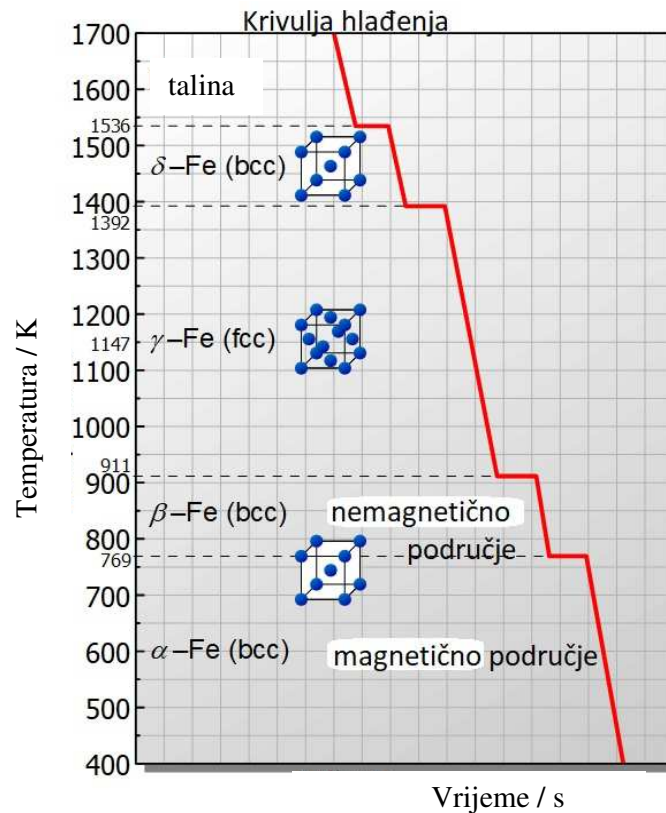 Krivulja hlađenja
1700
1600
talina
1536
1500
δ–Fe (bcc)
1400
1392
1300
1200
1147
γ–Fe (fcc)
1100
1000
911
900
β–Fe (bcc)
nemagnetično
područje
800
769
700
600
α–Fe (bcc)
magnetično područje
500
400
Temperatura / K
Vrijeme / s